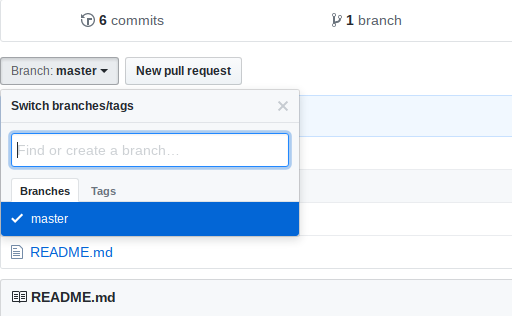 6 commits
1 branch
Branch: master
New pull request
Switch branches/tags
Find or create a branch…
Branches
Tags
master
README.md
README.md